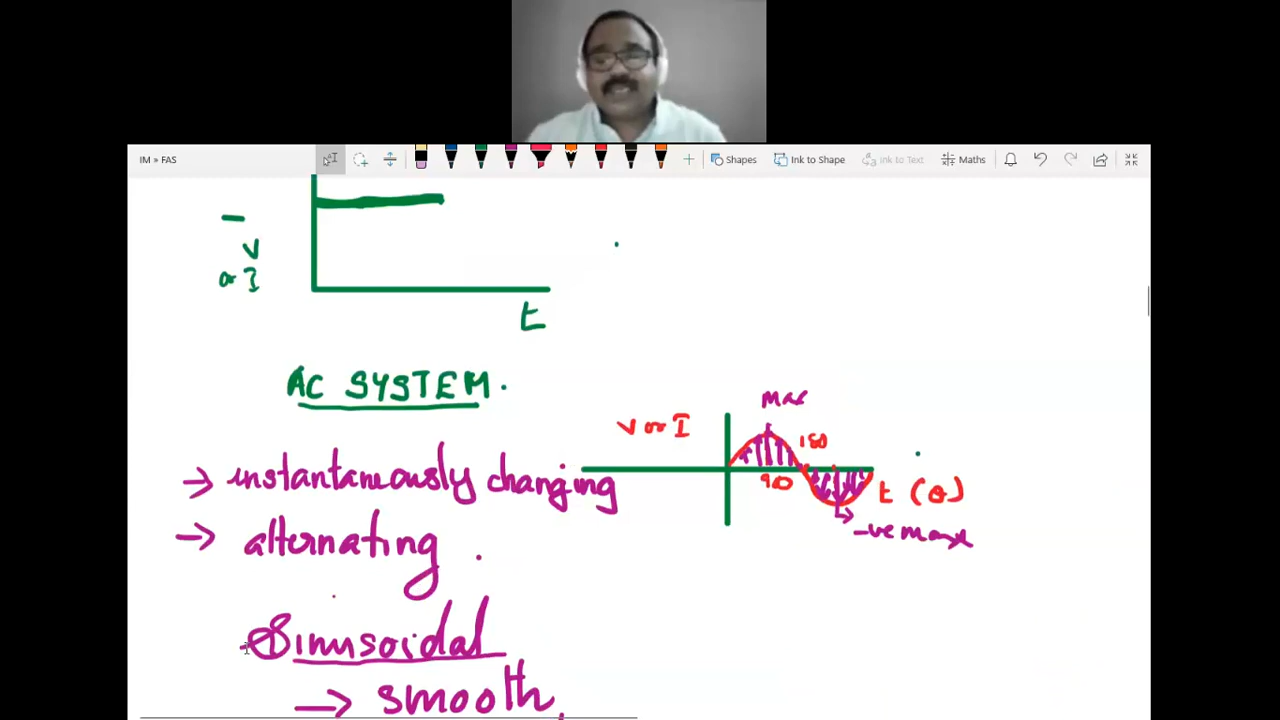 IM » FAS
Shapes
Ink to Shape
Ink to Text
Maths
V
or I
t
AC SYSTEM.
V or I
Max
180
90
t (θ)
-ve max
→ instantaneously changing
→ alternating
Sinusoidal
→ smooth